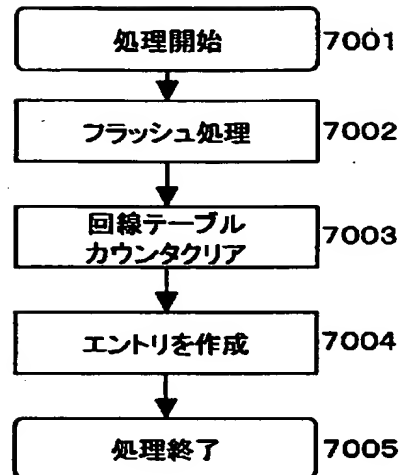 処理開始 7001
フラッシュ処理 7002
回線テーブル
カウンタクリア 7003
エントリを作成 7004
処理終了 7005